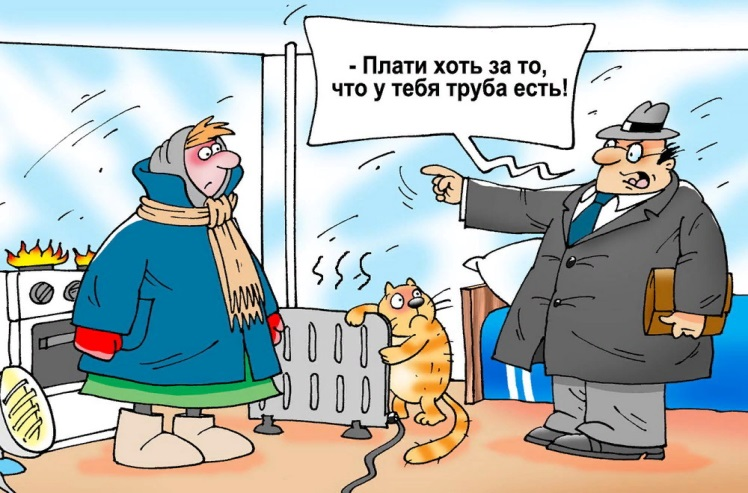 - Плати хоть за то,
что у тебя труба есть!